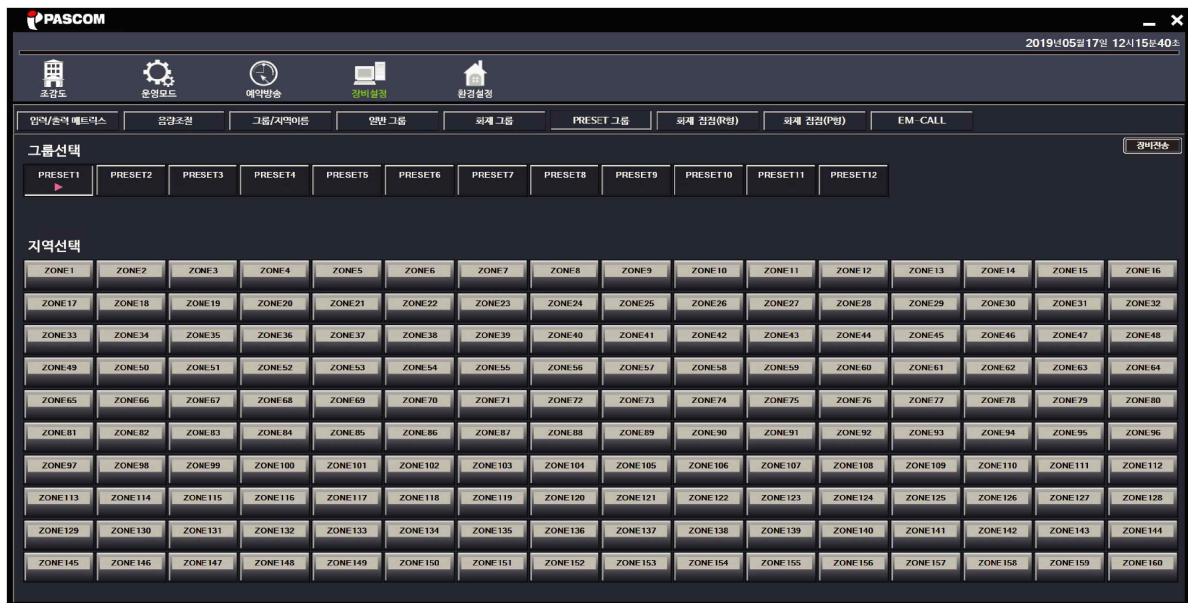 PASCOM
2019년05월17일 12시15분40초
조감도 운영모드 예약방송 장비설정 환경설정
입력/출력 매트릭스 음량조절 그룹/지역이름 일반 그룹 화재 그룹 PRESET 그룹 화재 접점(R형) 화재 접점(P형) EM-CALL
그룹선택 장비전송
PRESET1 PRESET2 PRESET3 PRESET4 PRESET5 PRESET6 PRESET7 PRESET8 PRESET9 PRESET10 PRESET11 PRESET12
지역선택
ZONE1 ZONE2 ZONE3 ZONE4 ZONE5 ZONE6 ZONE7 ZONE8 ZONE9 ZONE10 ZONE11 ZONE12 ZONE13 ZONE14 ZONE15 ZONE16
ZONE17 ZONE18 ZONE19 ZONE20 ZONE21 ZONE22 ZONE23 ZONE24 ZONE25 ZONE26 ZONE27 ZONE28 ZONE29 ZONE30 ZONE31 ZONE32
ZONE33 ZONE34 ZONE35 ZONE36 ZONE37 ZONE38 ZONE39 ZONE40 ZONE41 ZONE42 ZONE43 ZONE44 ZONE45 ZONE46 ZONE47 ZONE48
ZONE49 ZONE50 ZONE51 ZONE52 ZONE53 ZONE54 ZONE55 ZONE56 ZONE57 ZONE58 ZONE59 ZONE60 ZONE61 ZONE62 ZONE63 ZONE64
ZONE65 ZONE66 ZONE67 ZONE68 ZONE69 ZONE70 ZONE71 ZONE72 ZONE73 ZONE74 ZONE75 ZONE76 ZONE77 ZONE78 ZONE79 ZONE80
ZONE81 ZONE82 ZONE83 ZONE84 ZONE85 ZONE86 ZONE87 ZONE88 ZONE89 ZONE90 ZONE91 ZONE92 ZONE93 ZONE94 ZONE95 ZONE96
ZONE97 ZONE98 ZONE99 ZONE100 ZONE101 ZONE102 ZONE103 ZONE104 ZONE105 ZONE106 ZONE107 ZONE108 ZONE109 ZONE110 ZONE111 ZONE112
ZONE113 ZONE114 ZONE115 ZONE116 ZONE117 ZONE118 ZONE119 ZONE120 ZONE121 ZONE122 ZONE123 ZONE124 ZONE125 ZONE126 ZONE127 ZONE128
ZONE129 ZONE130 ZONE131 ZONE132 ZONE133 ZONE134 ZONE135 ZONE136 ZONE137 ZONE138 ZONE139 ZONE140 ZONE141 ZONE142 ZONE143 ZONE144
ZONE145 ZONE146 ZONE147 ZONE148 ZONE149 ZONE150 ZONE151 ZONE152 ZONE153 ZONE154 ZONE155 ZONE156 ZONE157 ZONE158 ZONE159 ZONE160